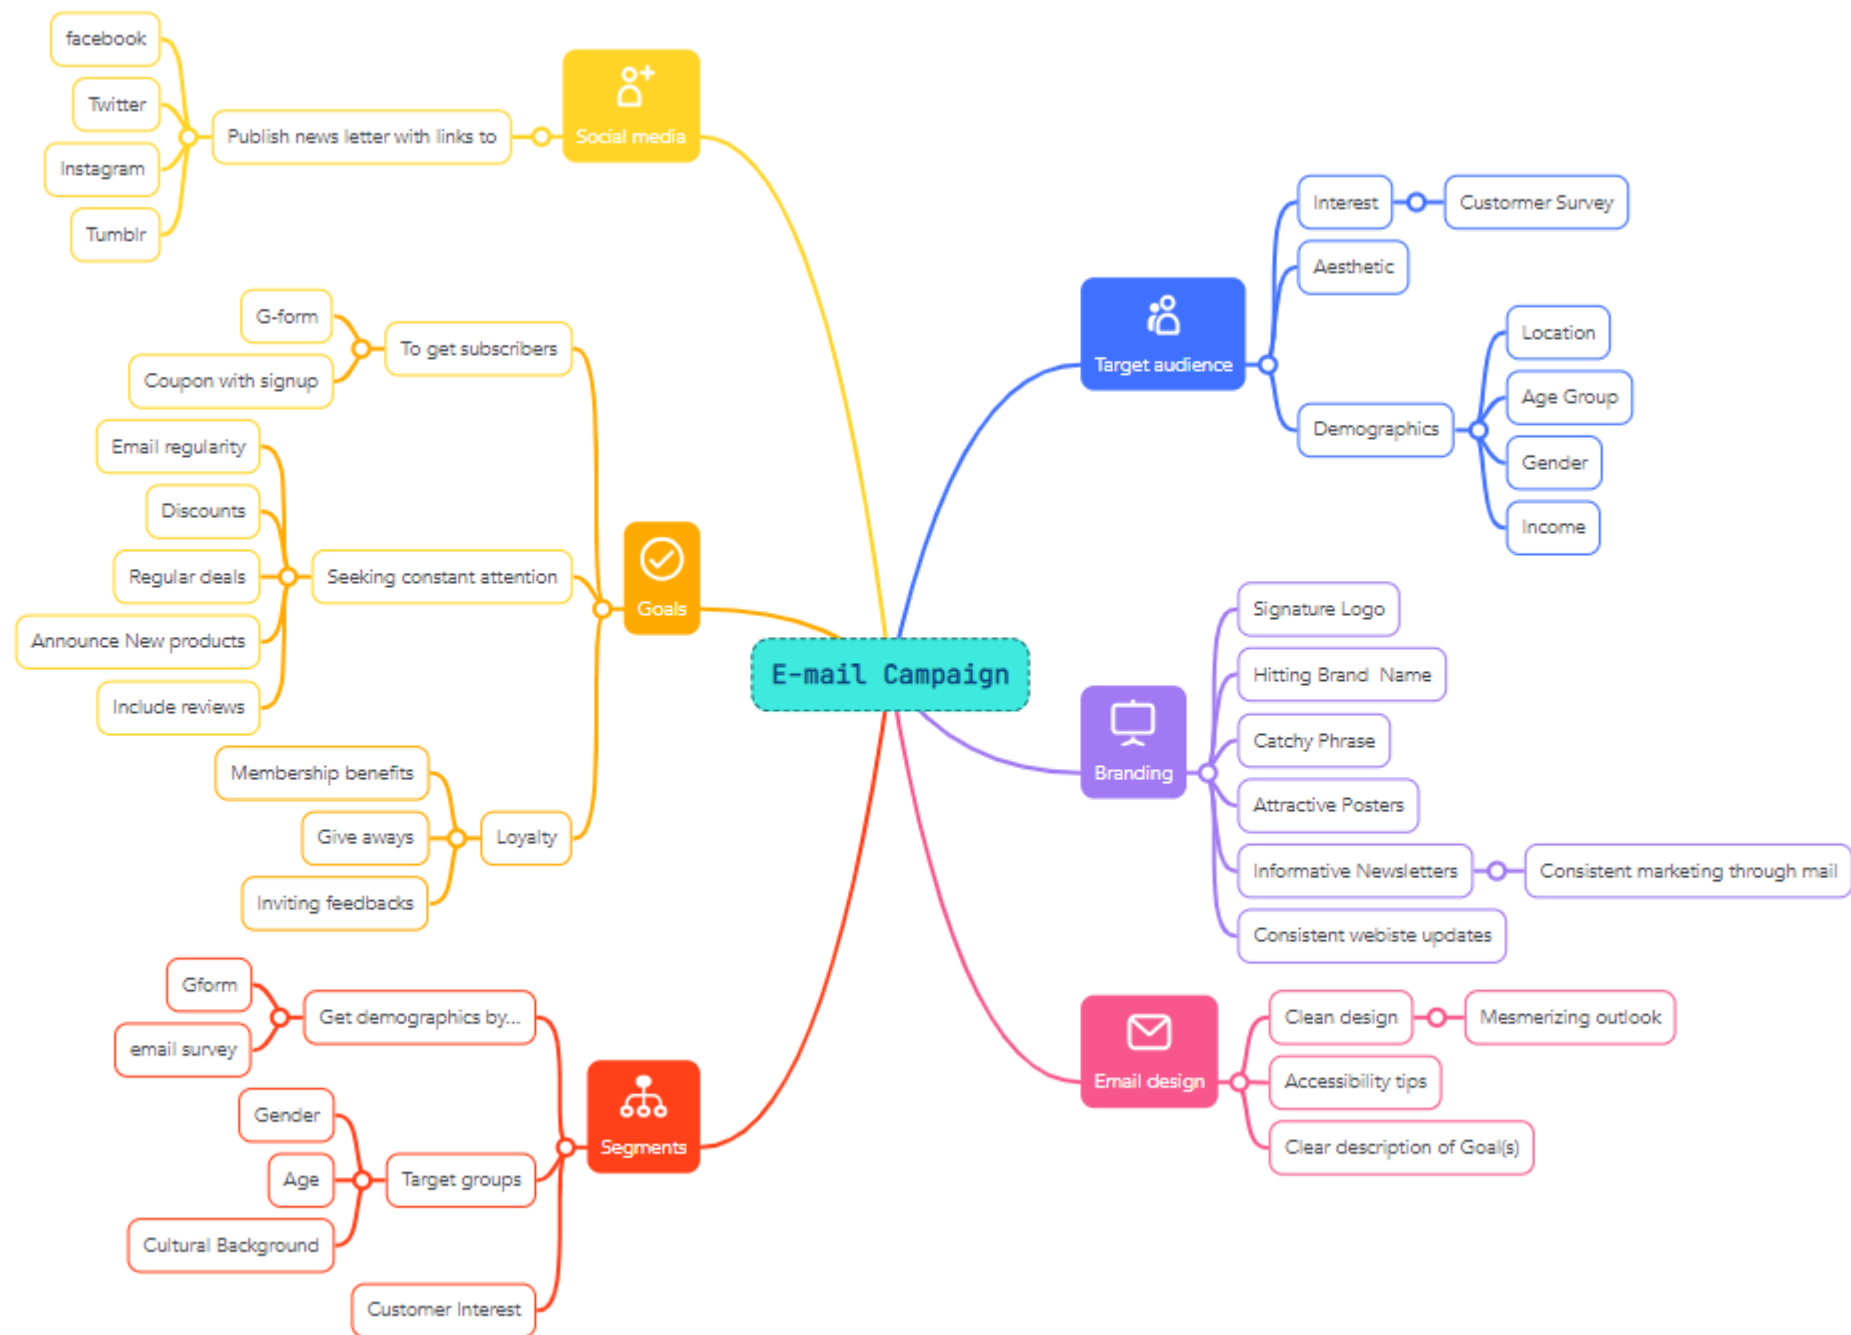 E-mail Campaign
Social media
Publish news letter with links to
facebook
Twitter
Instagram
Tumblr
Goals
To get subscribers
G-form
Coupon with signup
Seeking constant attention
Email regularity
Discounts
Regular deals
Announce New products
Include reviews
Loyalty
Membership benefits
Give aways
Inviting feedbacks
Segments
Get demographics by...
Gform
email survey
Target groups
Gender
Age
Cultural Background
Customer Interest
Target audience
Interest
Custormer Survey
Aesthetic
Demographics
Location
Age Group
Gender
Income
Branding
Signature Logo
Hitting Brand  Name
Catchy Phrase
Attractive Posters
Informative Newsletters
Consistent marketing through mail
Consistent webiste updates
Email design
Clean design
Mesmerizing outlook
Accessibility tips
Clear description of Goal(s)